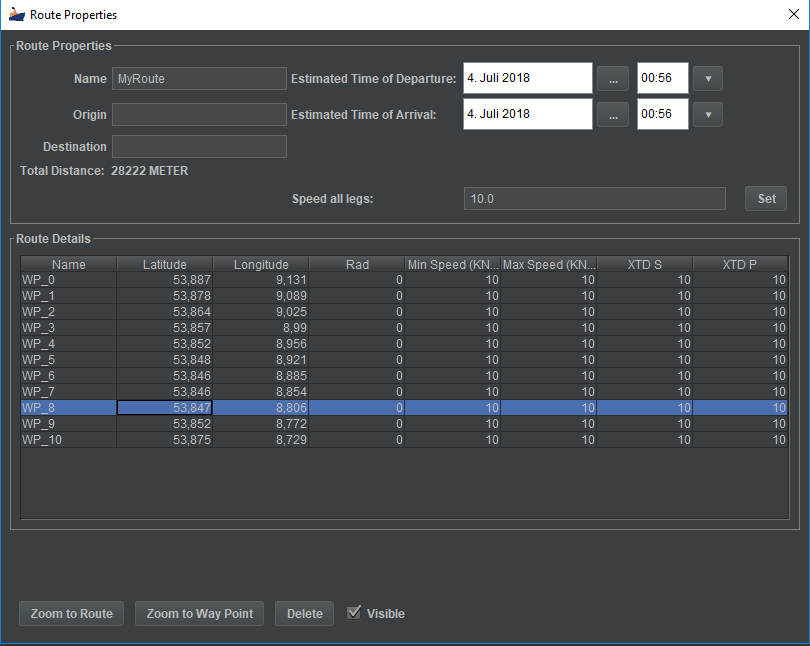 Route Properties
Route Properties
Name MyRoute Estimated Time of Departure: 4. Juli 2018 ... 00:56
Origin Estimated Time of Arrival: 4. Juli 2018 ... 00:56
Destination
Total Distance: 28222 METER
Speed all legs: 10.0 Set
Route Details
Name Latitude Longitude Rad Min Speed (KN... Max Speed (KN... XTD S XTD P
WP_0 53,887 9,131 0 10 10 10 10
WP_1 53,878 9,089 0 10 10 10 10
WP_2 53,864 9,025 0 10 10 10 10
WP_3 53,857 8,99 0 10 10 10 10
WP_4 53,852 8,956 0 10 10 10 10
WP_5 53,848 8,921 0 10 10 10 10
WP_6 53,846 8,885 0 10 10 10 10
WP_7 53,846 8,854 0 10 10 10 10
WP_8 53,847 8,806 0 10 10 10 10
WP_9 53,852 8,772 0 10 10 10 10
WP_10 53,875 8,729 0 10 10 10 10
Zoom to Route Zoom to Way Point Delete Visible